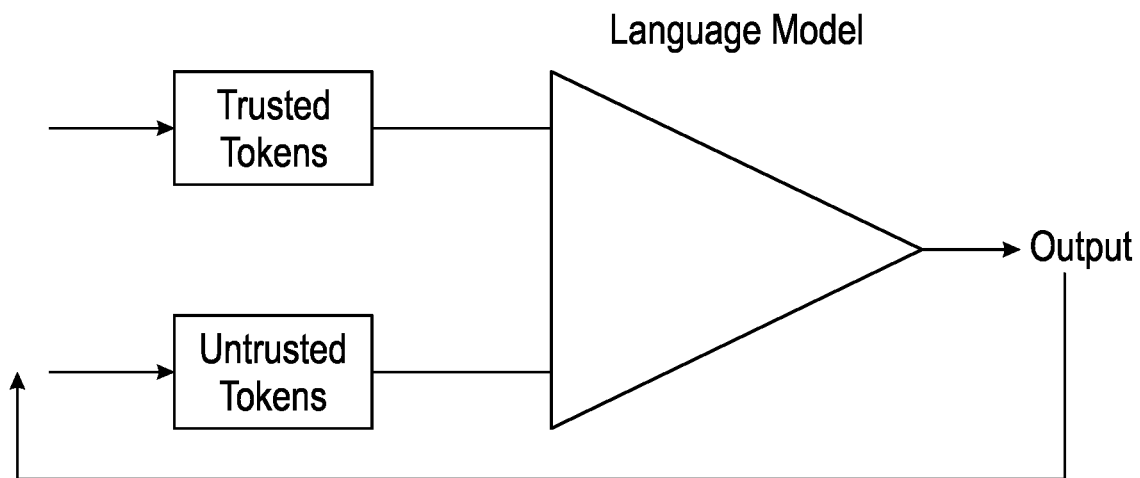 Language Model
Trusted
Tokens
Output
Untrusted
Tokens